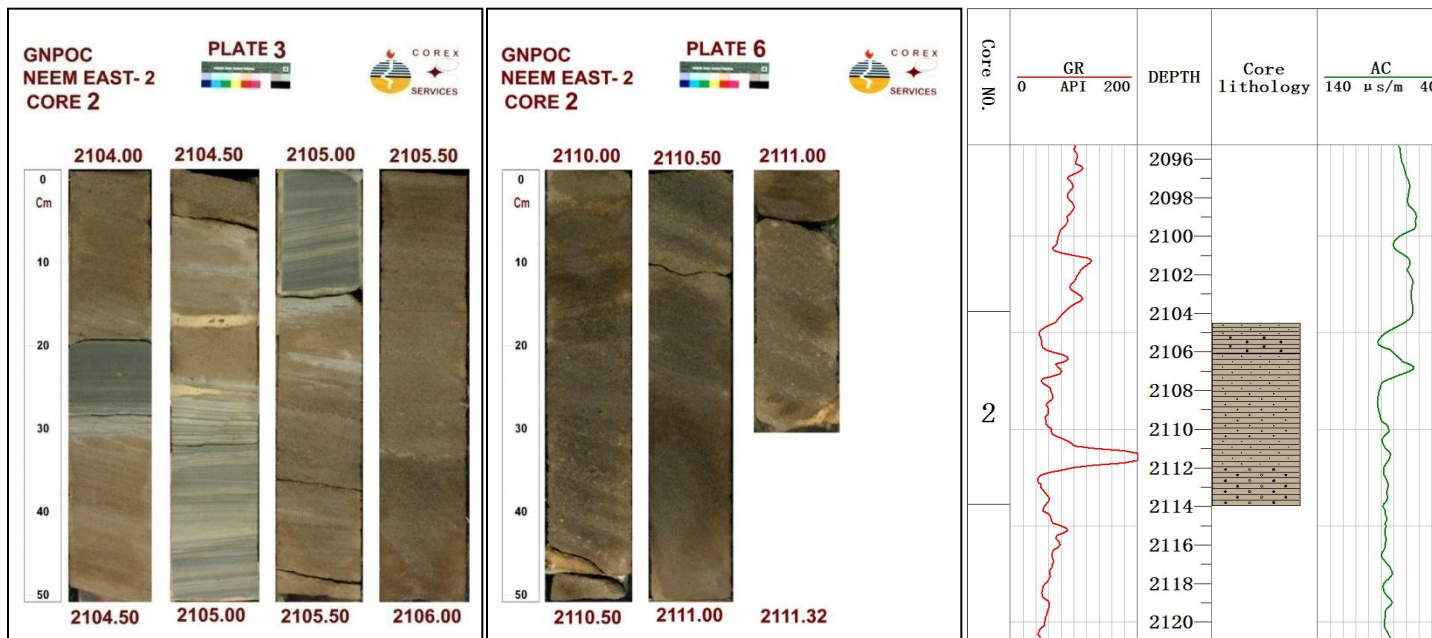 GNPOC
NEEM EAST- 2
CORE 2
PLATE 3
COREX
SERVICES
2104.00 2104.50 2105.00 2105.50
0
Cm
10
20
30
40
50
2104.50 2105.00 2105.50 2106.00
GNPOC
NEEM EAST- 2
CORE 2
PLATE 6
COREX
SERVICES
2110.00 2110.50 2111.00
0
Cm
10
20
30
40
50
2110.50 2111.00 2111.32
Core NO.
GR
0 API 200
DEPTH
Core
lithology
AC
140 μs/m 40
2096
2098
2100
2102
2104
2106
2108
2110
2112
2114
2116
2118
2120
2